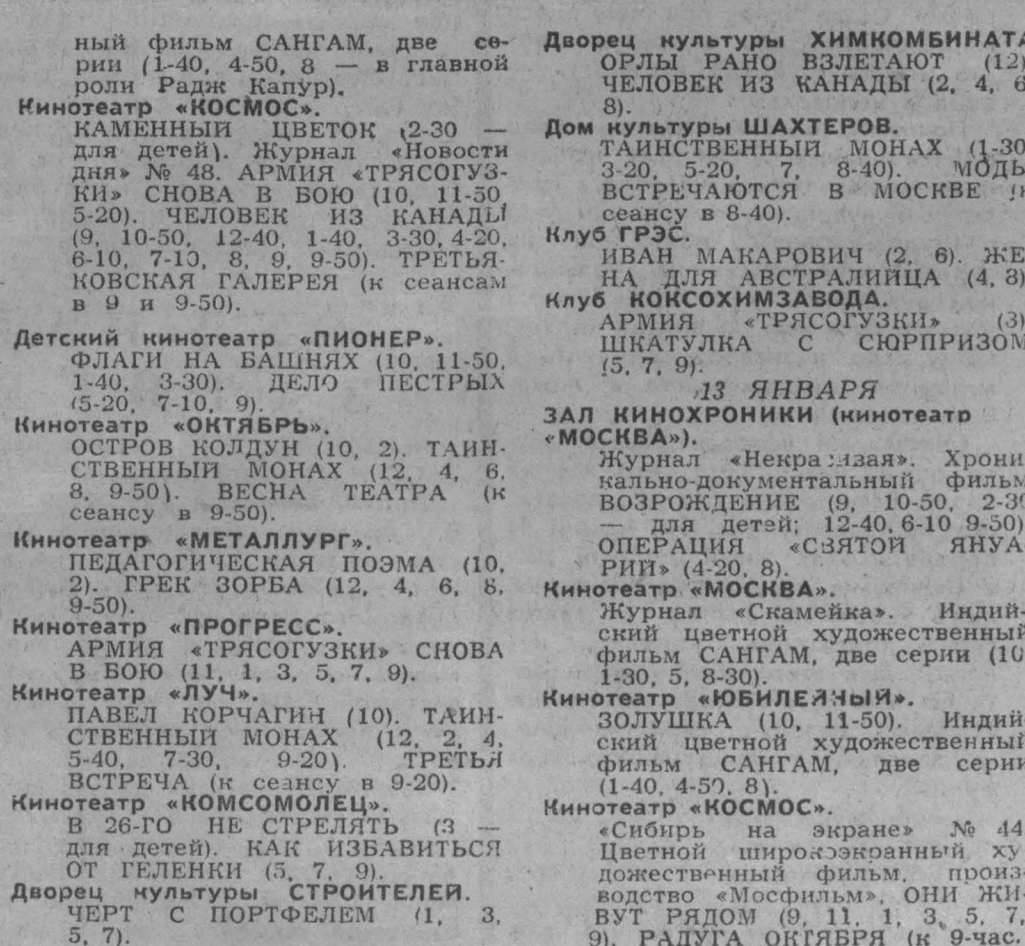 ный фильм САНГАМ, две се-
рии (1-40, 4-50, 8 — в главной
роли Радж Капур).
Кинотеатр «КОСМОС».
КАМЕННЫЙ ЦВЕТОК (2-30 —
для детей). Журнал «Новости
дня» № 48. АРМИЯ «ТРЯСОГУЗ-
КИ» СНОВА В БОЮ (10, 11-50,
5-20). ЧЕЛОВЕК ИЗ КАНАДЫ
(9, 10-50, 12-40, 1-40, 3-30, 4-20,
6-10, 7-10, 8, 9, 9-50). ТРЕТЬЯ-
КОВСКАЯ ГАЛЕРЕЯ (к сеансам
в 9 и 9-50).
Детский кинотеатр «ПИОНЕР».
ФЛАГИ НА БАШНЯХ (10, 11-50,
1-40, 3-30). ДЕЛО ПЕСТРЫХ
(5-20, 7-10, 9).
Кинотеатр «ОКТЯБРЬ».
ОСТРОВ КОЛДУН (10, 2). ТАИН-
СТВЕННЫЙ МОНАХ (12, 4, 6,
8, 9-50). ВЕСНА ТЕАТРА (к
сеансу в 9-50).
Кинотеатр «МЕТАЛЛУРГ».
ПЕДАГОГИЧЕСКАЯ ПОЭМА (10,
2). ГРЕК ЗОРБА (12, 4, 6, 8,
9-50).
Кинотеатр «ПРОГРЕСС».
АРМИЯ «ТРЯСОГУЗКИ» СНОВА
В БОЮ (11, 1, 3, 5, 7, 9).
Кинотеатр «ЛУЧ».
ПАВЕЛ КОРЧАГИН (10). ТАИН-
СТВЕННЫЙ МОНАХ (12, 2, 4,
5-40, 7-30, 9-20). ТРЕТЬЯ
ВСТРЕЧА (к сеансу в 9-20).
Кинотеатр «КОМСОМОЛЕЦ».
В 26-ГО НЕ СТРЕЛЯТЬ (3 —
для детей). КАК ИЗБАВИТЬСЯ
ОТ ГЕЛЕНКИ (5, 7, 9).
Дворец культуры СТРОИТЕЛЕЙ.
ЧЕРТ С ПОРТФЕЛЕМ (1, 3,
5, 7).
Дворец культуры ХИМКОМБИНАТА
ОРЛЫ РАНО ВЗЛЕТАЮТ (12)
ЧЕЛОВЕК ИЗ КАНАДЫ (2, 4, 6
8).
Дом культуры ШАХТЕРОВ.
ТАИНСТВЕННЫЙ МОНАХ (1-30
3-20, 5-20, 7, 8-40). МОДЫ
ВСТРЕЧАЮТСЯ В МОСКВЕ
сеансу в 8-40).
Клуб ГРЭС.
ИВАН МАКАРОВИЧ (2, 6). ЖЕ
НА ДЛЯ АВСТРАЛИЙЦА (4, 8)
Клуб КОКСОХИМЗАВОДА.
АРМИЯ «ТРЯСОГУЗКИ» (3)
ШКАТУЛКА С СЮРПРИЗОМ
(5, 7, 9).
13 ЯНВАРЯ
ЗАЛ КИНОХРОНИКИ (кинотеатр
«МОСКВА»).
Журнал «Некрасивая». Хрони
кально-документальный фильм
ВОЗРОЖДЕНИЕ (9, 10-50, 2-30
— для детей; 12-40, 6-10 9-50)
ОПЕРАЦИЯ «СВЯТОЙ ЯНУА
РИЙ» (4-20, 8).
Кинотеатр «МОСКВА».
Журнал «Скамейка». Индий-
ский цветной художественный
фильм САНГАМ, две серии (10
1-30, 5, 8-30).
Кинотеатр «ЮБИЛЕЙНЫЙ».
ЗОЛУШКА (10, 11-50). Индий
ский цветной художественный
фильм САНГАМ, две серии
(1-40, 4-50, 8).
Кинотеатр «КОСМОС».
«Сибирь на экране» № 44
Цветной широкоэкранный ху
дожественный фильм, произ-
водство «Мосфильм», ОНИ ЖИ-
ВУТ РЯДОМ (9, 11, 1, 3, 5, 7,
9). РАДУГА ОКТЯБРЯ (к 9-час.